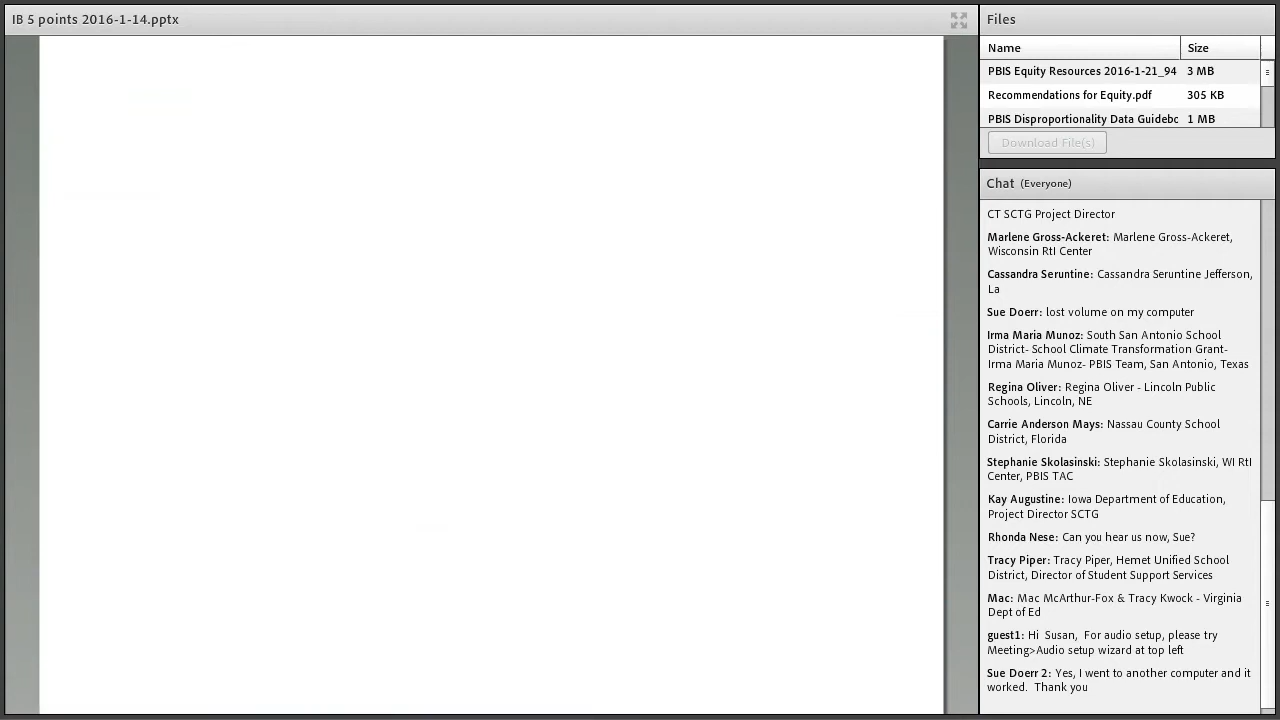 IB 5 points 2016-1-14.pptx
Files
Name Size
PBIS Equity Resources 2016-1-21_94 3 MB
Recommendations for Equity.pdf 305 KB
PBIS Disproportionality Data Guidebc 1 MB
Download File(s)
Chat (Everyone)
CT SCTG Project Director
Marlene Gross-Ackeret: Marlene Gross-Ackeret,
Wisconsin RtI Center
Cassandra Seruntine: Cassandra Seruntine Jefferson,
La
Sue Doerr: lost volume on my computer
Irma Maria Munoz: South San Antonio School
District- School Climate Transformation Grant-
Irma Maria Munoz- PBIS Team, San Antonio, Texas
Regina Oliver: Regina Oliver - Lincoln Public
Schools, Lincoln, NE
Carrie Anderson Mays: Nassau County School
District, Florida
Stephanie Skolasinski: Stephanie Skolasinski, WI RtI
Center, PBIS TAC
Kay Augustine: Iowa Department of Education,
Project Director SCTG
Rhonda Nese: Can you hear us now, Sue?
Tracy Piper: Tracy Piper, Hemet Unified School
District, Director of Student Support Services
Mac: Mac McArthur-Fox & Tracy Kwock - Virginia
Dept of Ed
guest1: Hi Susan, For audio setup, please try
Meeting>Audio setup wizard at top left
Sue Doerr 2: Yes, I went to another computer and it
worked. Thank you